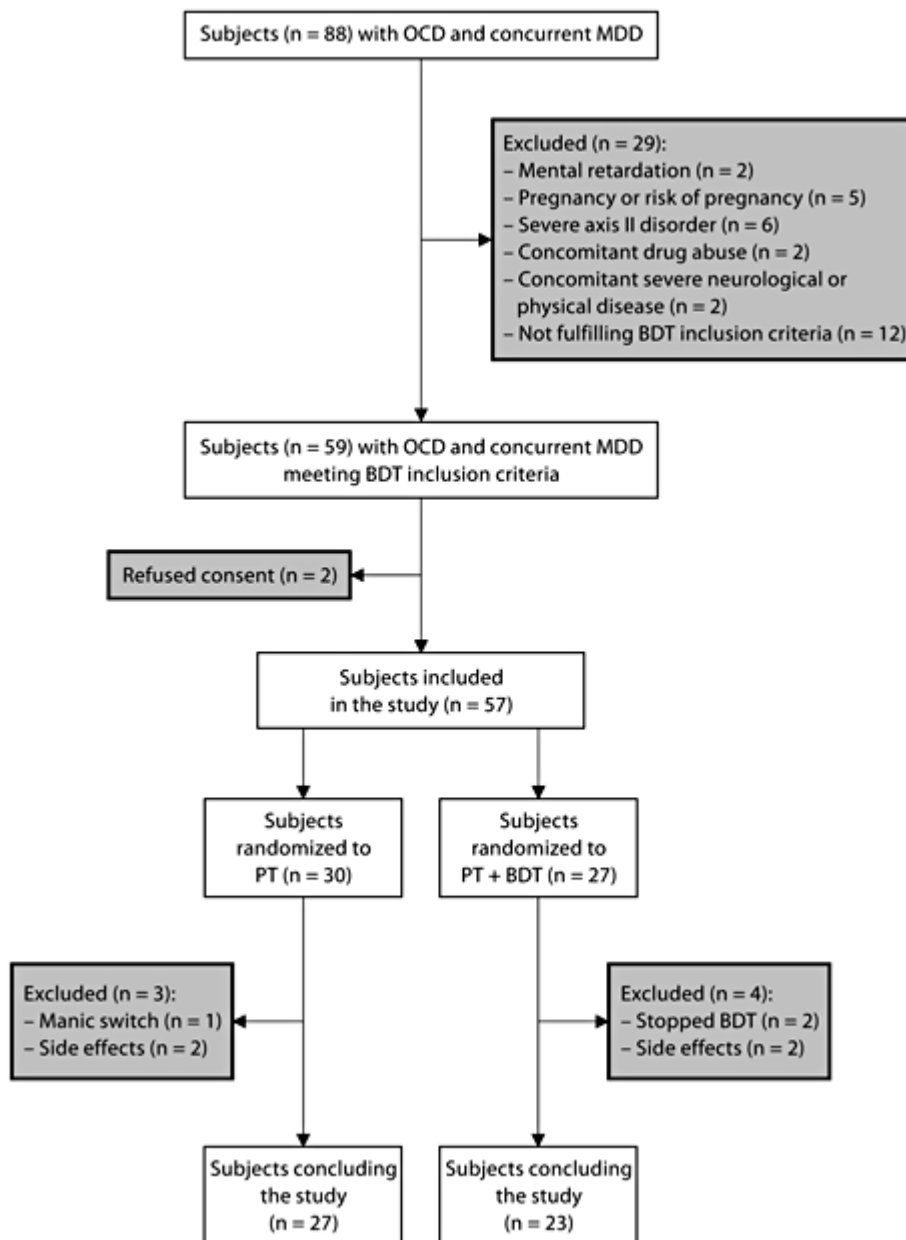 Subjects (n = 88) with OCD and concurrent MDD
Excluded (n = 29):
– Mental retardation (n = 2)
– Pregnancy or risk of pregnancy (n = 5)
– Severe axis II disorder (n = 6)
– Concomitant drug abuse (n = 2)
– Concomitant severe neurological or
physical disease (n = 2)
– Not fulfilling BDT inclusion criteria (n = 12)
Subjects (n = 59) with OCD and concurrent MDD
meeting BDT inclusion criteria
Refused consent (n = 2)
Subjects included
in the study (n = 57)
Subjects
randomized to
PT (n = 30)
Subjects
randomized to
PT + BDT (n = 27)
Excluded (n = 3):
– Manic switch (n = 1)
– Side effects (n = 2)
Excluded (n = 4):
– Stopped BDT (n = 2)
– Side effects (n = 2)
Subjects concluding
the study
(n = 27)
Subjects concluding
the study
(n = 23)